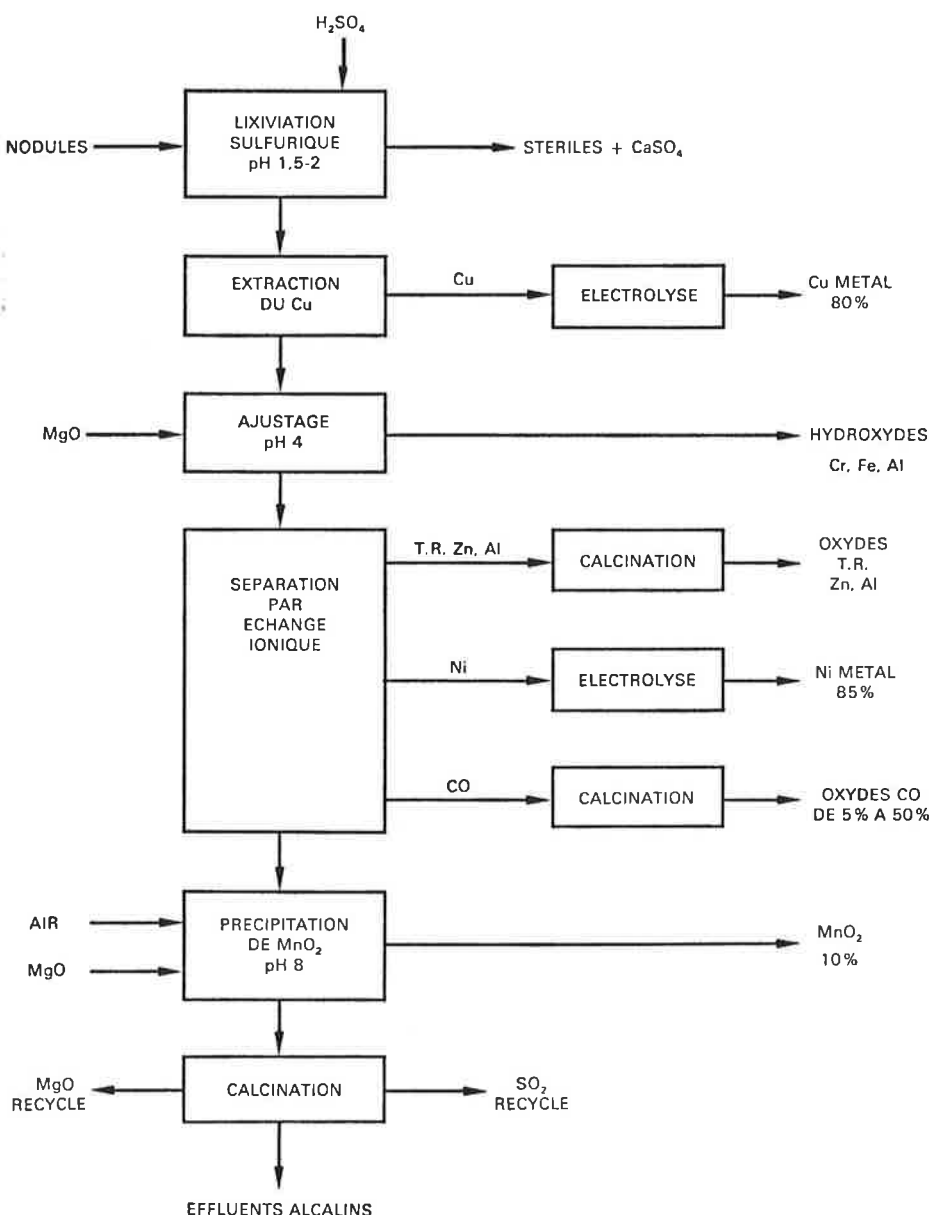 H₂SO₄
NODULES
LIXIVIATION
SULFURIQUE
pH 1,5-2
STERILES + CaSO₄
EXTRACTION
DU Cu
Cu
ELECTROLYSE
Cu METAL
80%
MgO
AJUSTAGE
pH 4
HYDROXYDES
Cr, Fe, Al
SEPARATION
PAR
ECHANGE
IONIQUE
T.R. Zn, Al
CALCINATION
OXYDES
T.R.
Zn, Al
Ni
ELECTROLYSE
Ni METAL
85%
CO
CALCINATION
OXYDES CO
DE 5% A 50%
AIR
MgO
PRECIPITATION
DE MnO₂
pH 8
MnO₂
10%
MgO
RECYCLE
CALCINATION
SO₂
RECYCLE
EFFLUENTS ALCALINS